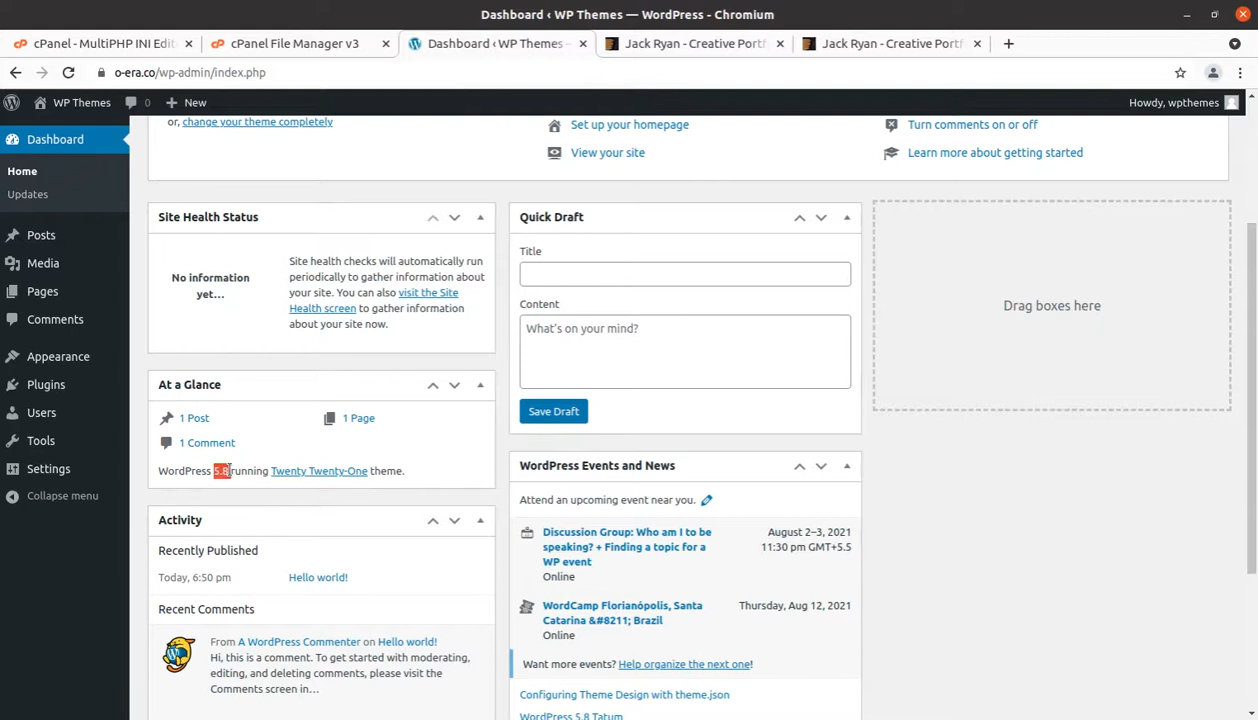 Dashboard ‹ WP Themes — WordPress - Chromium
cPanel - MultiPHP INI Edit
cPanel File Manager v3
Dashboard ‹ WP Themes –
Jack Ryan - Creative Portf
Jack Ryan - Creative Portf
o-era.co/wp-admin/index.php
WP Themes
0
New
Howdy, wpthemes
Dashboard
Home
Updates
Posts
Media
Pages
Comments
Appearance
Plugins
Users
Tools
Settings
Collapse menu
or, change your theme completely
Set up your homepage
View your site
Turn comments on or off
Learn more about getting started
Site Health Status
No information
yet…
Site health checks will automatically run
periodically to gather information about
your site. You can also visit the Site
Health screen to gather information
about your site now.
At a Glance
1 Post
1 Page
1 Comment
WordPress 5.8 running Twenty Twenty-One theme.
Activity
Recently Published
Today, 6:50 pm
Hello world!
Recent Comments
From A WordPress Commenter on Hello world!
Hi, this is a comment. To get started with moderating,
editing, and deleting comments, please visit the
Comments screen in…
Quick Draft
Title
Content
What's on your mind?
Save Draft
WordPress Events and News
Attend an upcoming event near you.
Discussion Group: Who am I to be
speaking? + Finding a topic for a
WP event
Online
August 2–3, 2021
11:30 pm GMT+5.5
WordCamp Florianópolis, Santa
Catarina &#8211; Brazil
Online
Thursday, Aug 12, 2021
Want more events? Help organize the next one!
Configuring Theme Design with theme.json
WordPress 5.8 Tatum
Drag boxes here